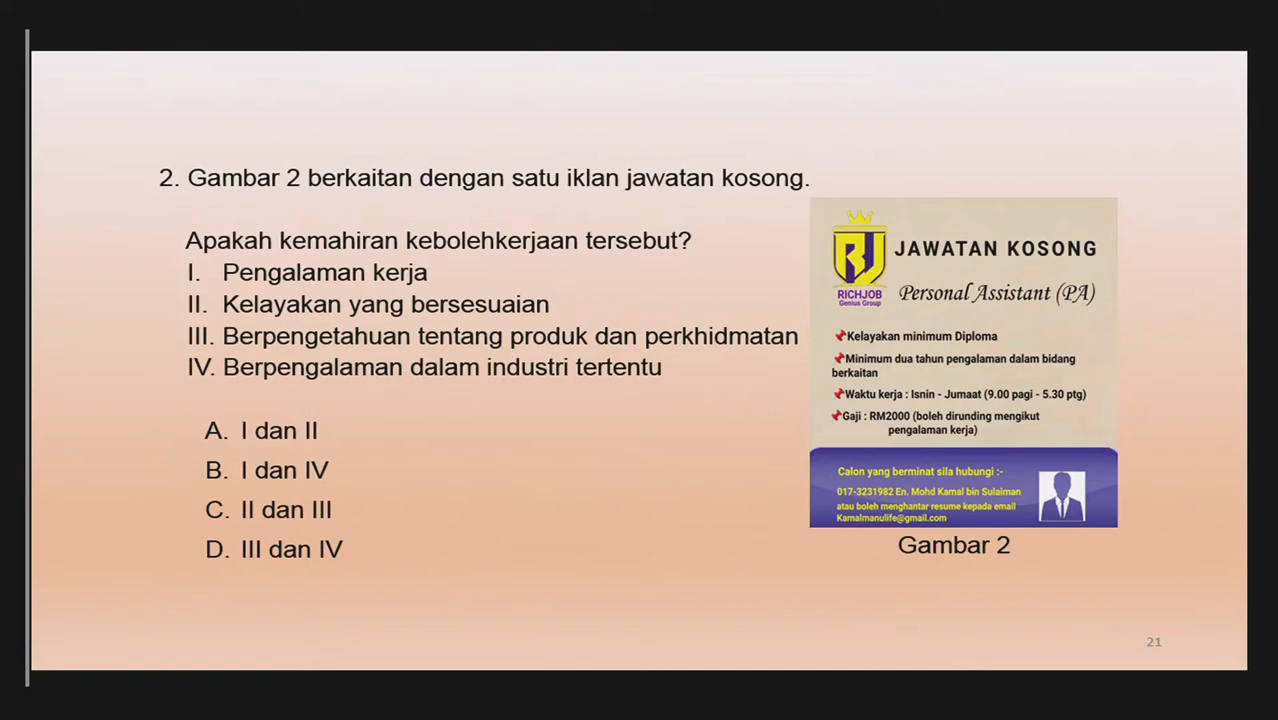 2. Gambar 2 berkaitan dengan satu iklan jawatan kosong.
Apakah kemahiran kebolehkerjaan tersebut?
I. Pengalaman kerja
II. Kelayakan yang bersesuaian
III. Berpengetahuan tentang produk dan perkhidmatan
IV. Berpengalaman dalam industri tertentu
A. I dan II
B. I dan IV
C. II dan III
D. III dan IV
RJ
RICHJOB
Genius Group
JAWATAN KOSONG
Personal Assistant (PA)
Kelayakan minimum Diploma
Minimum dua tahun pengalaman dalam bidang
berkaitan
Waktu kerja : Isnin - Jumaat (9.00 pagi - 5.30 ptg)
Gaji : RM2000 (boleh dirunding mengikut
pengalaman kerja)
Calon yang berminat sila hubungi :-
017-3231982 En. Mohd Kamal bin Sulaiman
atau boleh menghantar resume kepada email
Kamalmanulife@gmail.com
Gambar 2
21